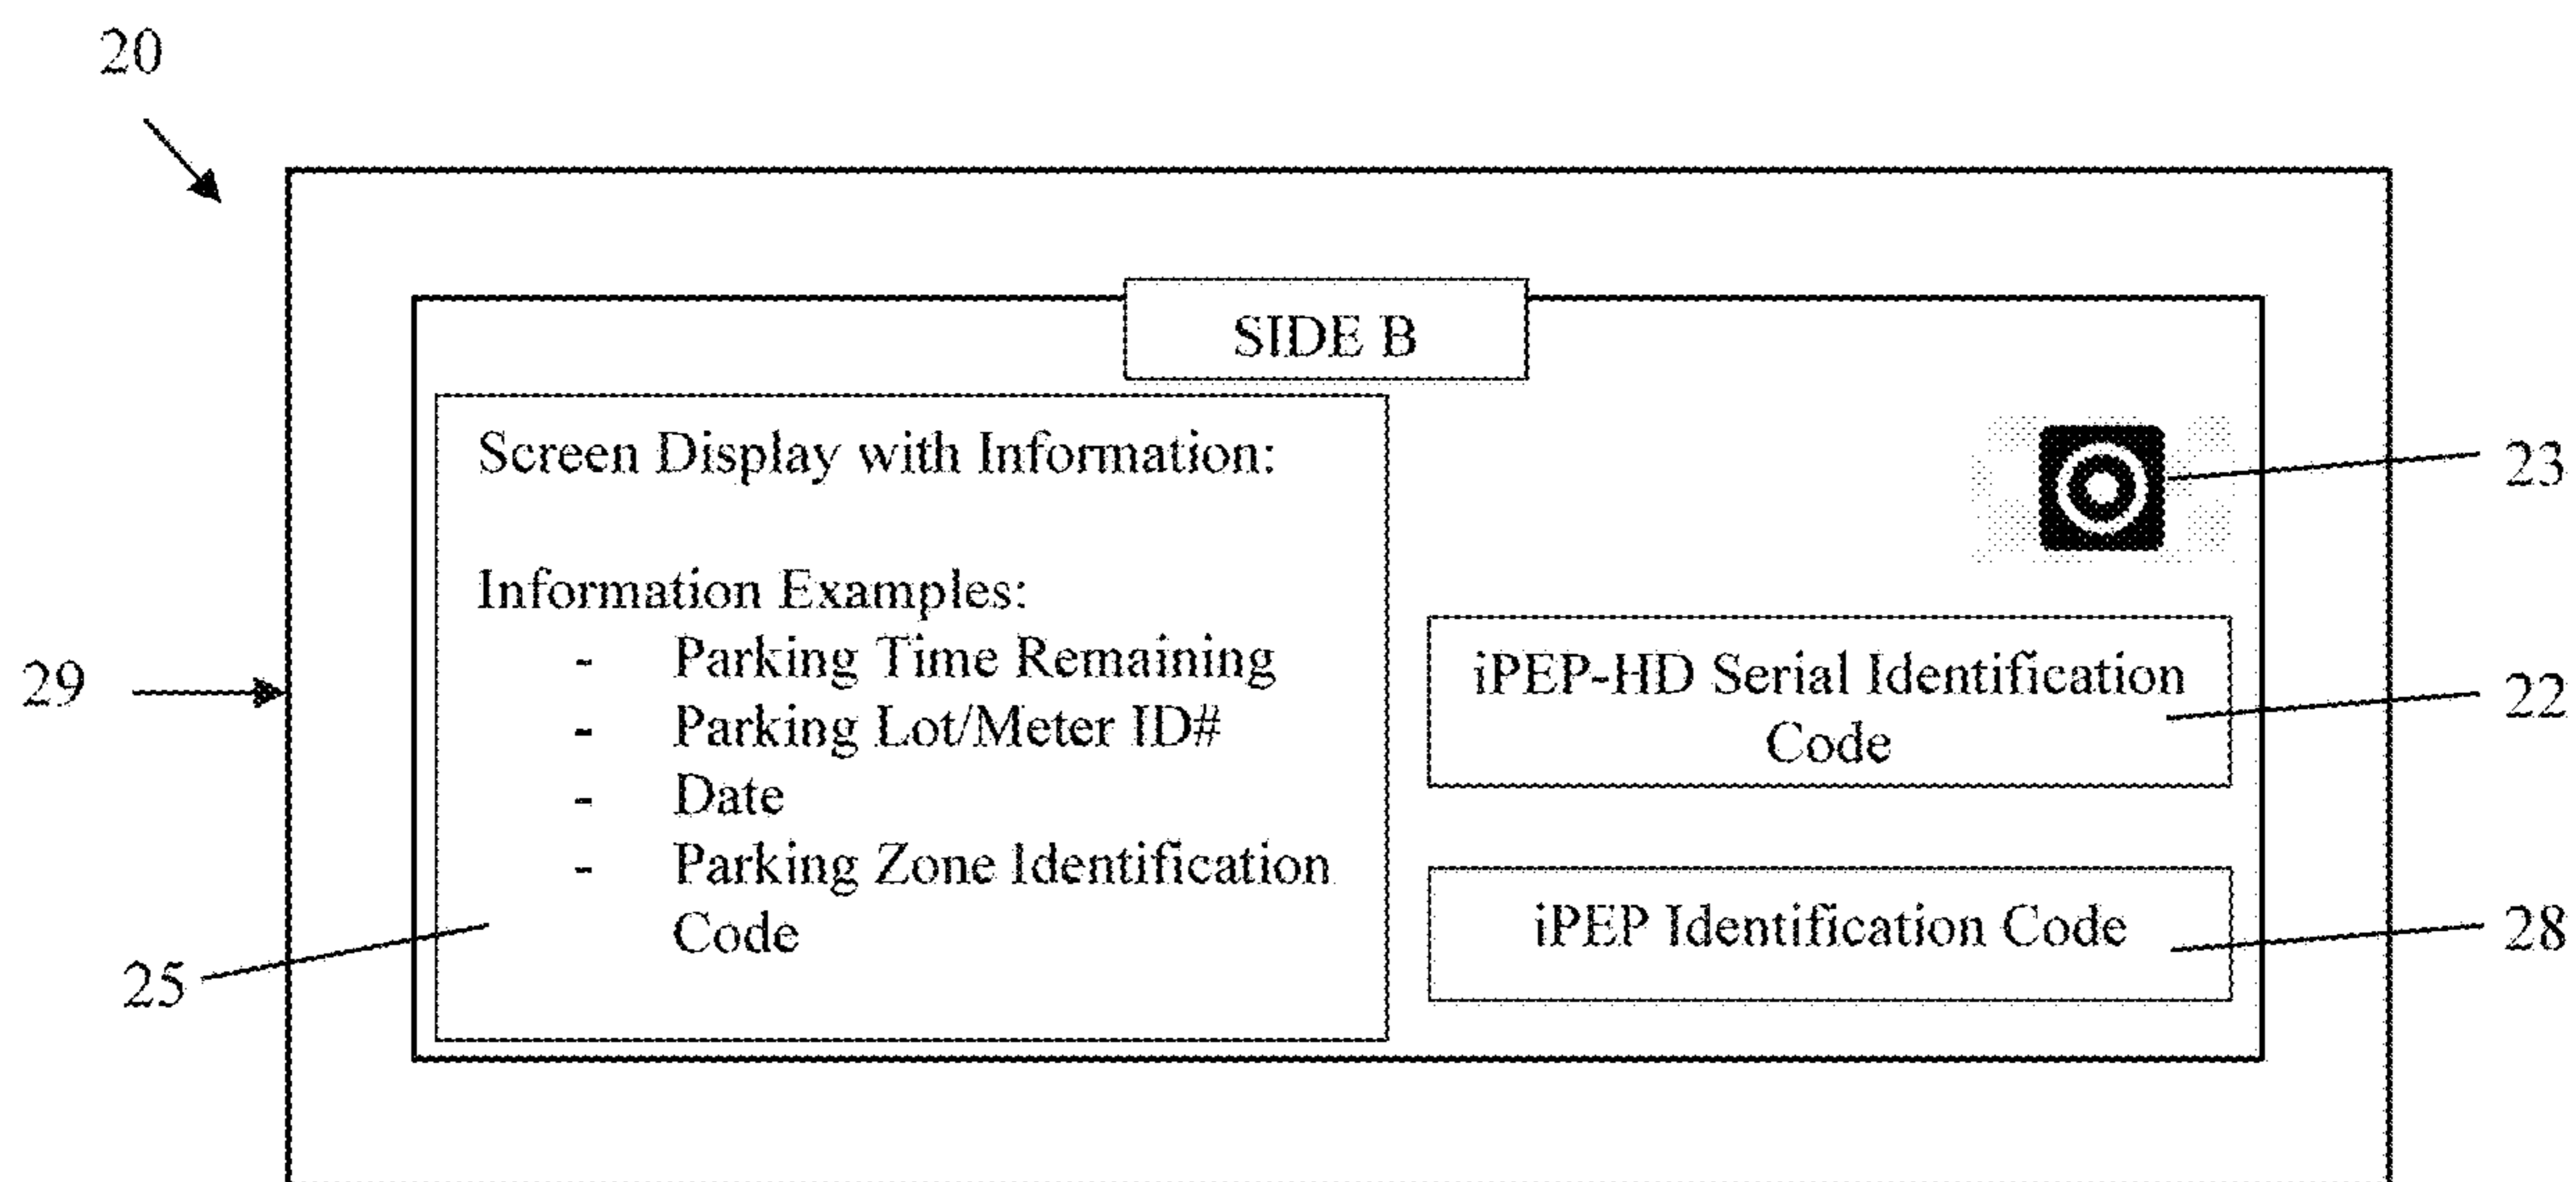 20
SIDE B
Screen Display with Information:
Information Examples:
- Parking Time Remaining
- Parking Lot/Meter ID#
- Date
- Parking Zone Identification
Code
23
iPEP-HD Serial Identification
Code
22
iPEP Identification Code
28
29
25